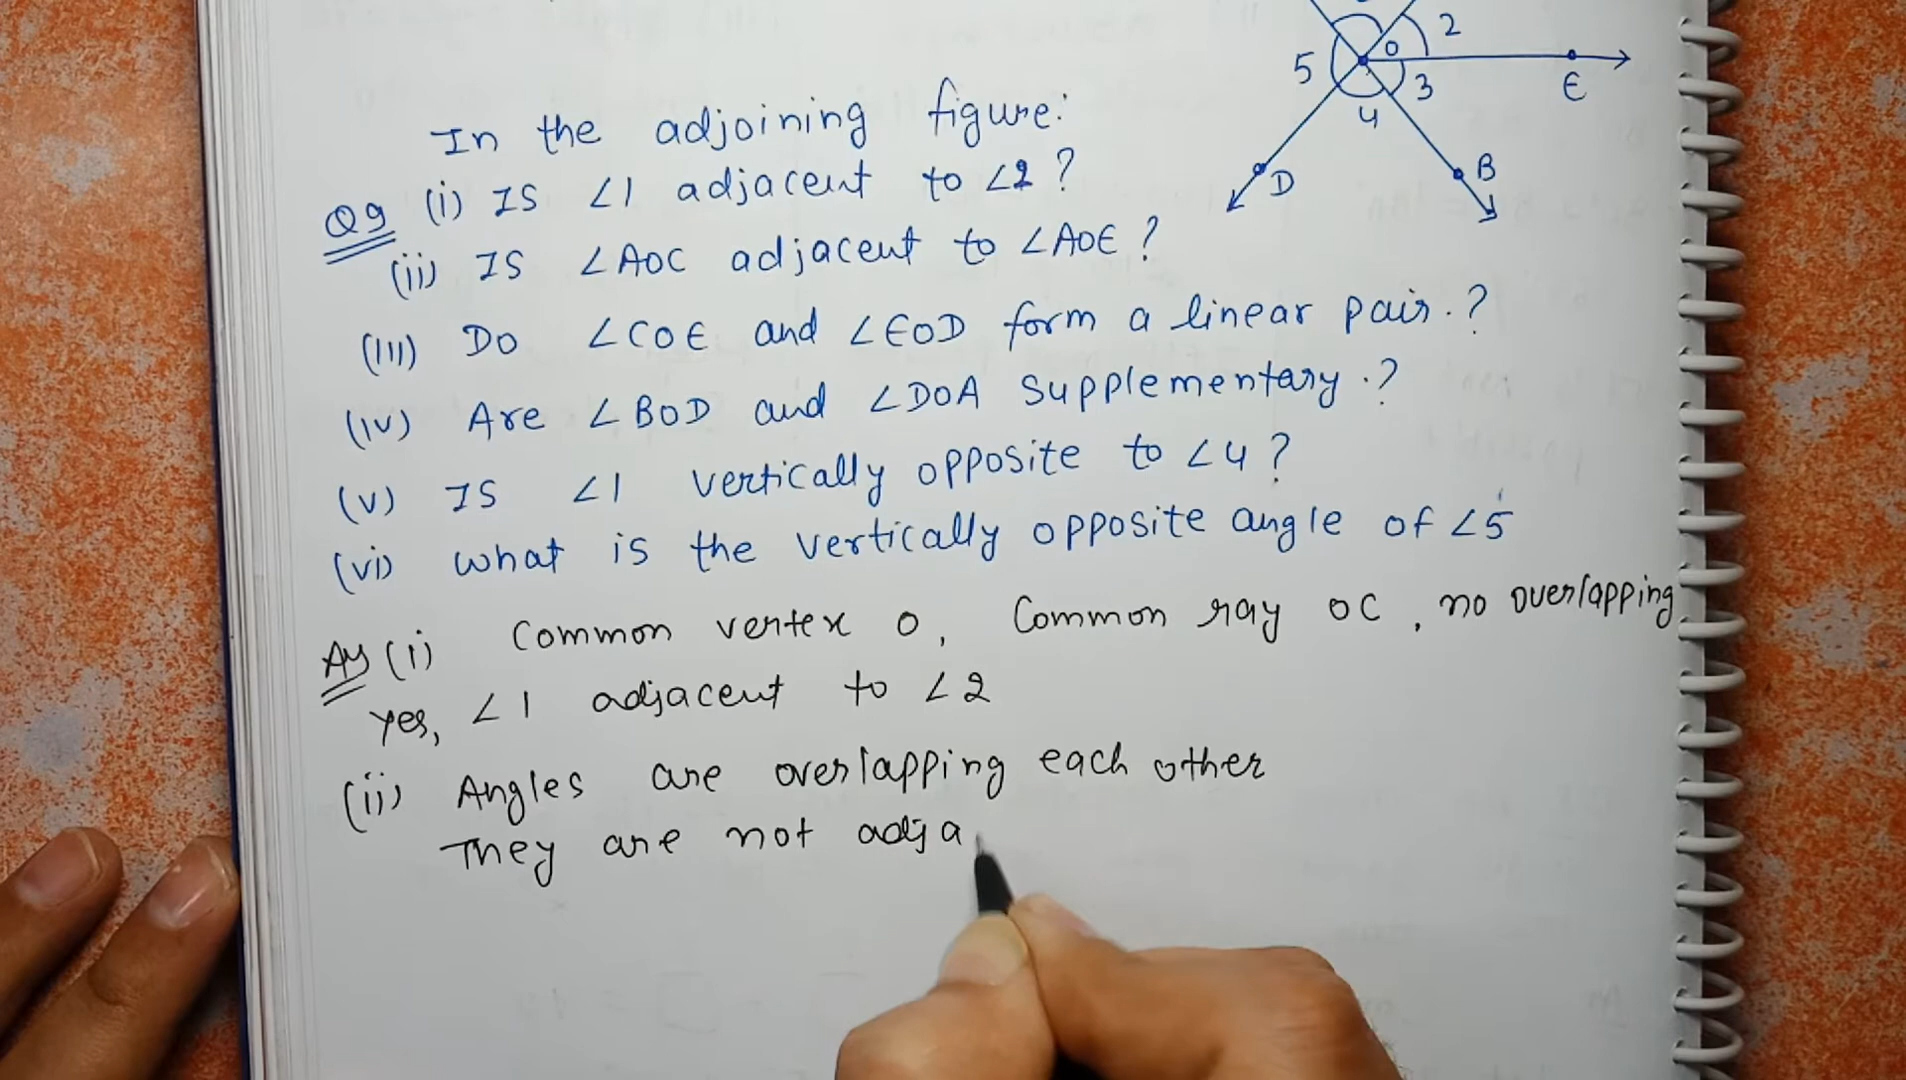 2
O
5
3
E
4
B
D
In the adjoining figure:
Q9 (i) Is ∠1 adjacent to ∠2 ?
(ii) Is ∠AOC adjacent to ∠AOE ?
(III) Do ∠COE and ∠EOD form a linear pair.?
(IV) Are ∠BOD and ∠DOA Supplementary.?
(V) Is ∠1 vertically opposite to ∠4 ?
(vi) what is the vertically opposite angle of ∠5
(i) Common vertex O, Common ray OC, no overlapping
Yes, ∠1 adjacent to ∠2
(ii) Angles are overlapping each other
They are not adja